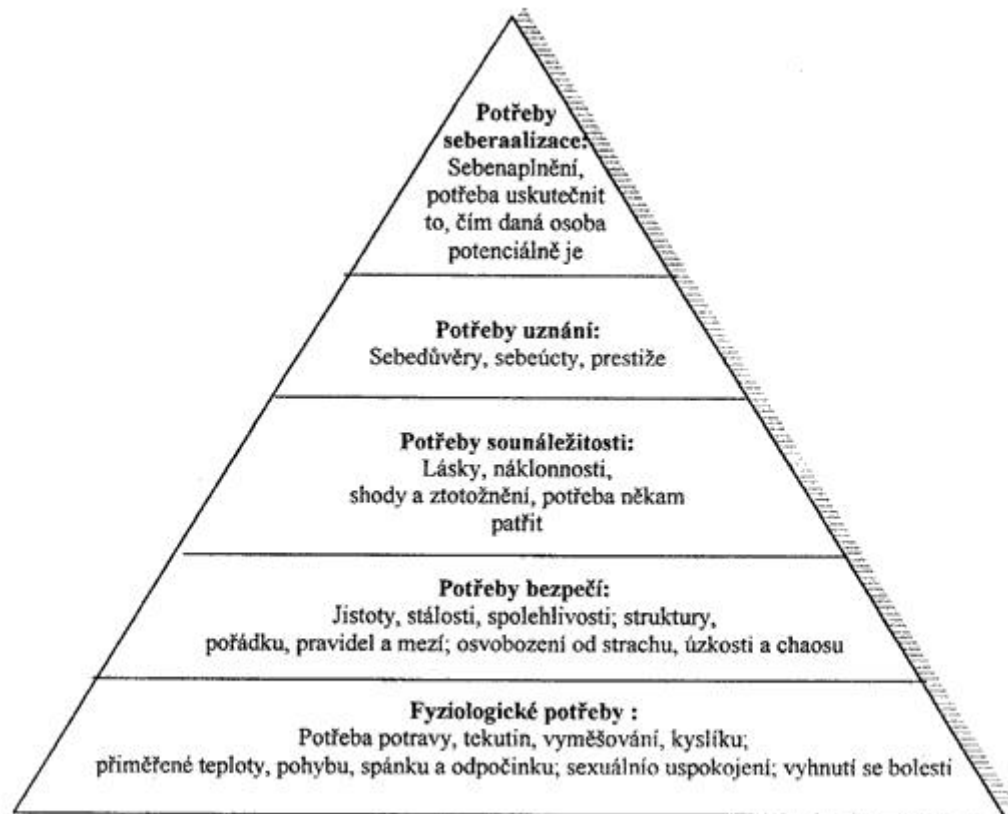 Potřeby
seberaalizace:
Sebenaplnění,
potřeba uskutečnit
to, čím daná osoba
potenciálně je
Potřeby uznání:
Sebedůvěry, sebeúcty, prestiže
Potřeby sounáležitosti:
Lásky, náklonnosti,
shody a ztotožnění, potřeba někam
patřit
Potřeby bezpečí:
Jistoty, stálosti, spolehlivosti; struktury,
pořádku, pravidel a mezí; osvobození od strachu, úzkosti a chaosu
Fyziologické potřeby :
Potřeba potravy, tekutin, vyměšování, kyslíku;
přiměřené teploty, pohybu, spánku a odpočinku; sexuálnío uspokojení; vyhnutí se bolesti